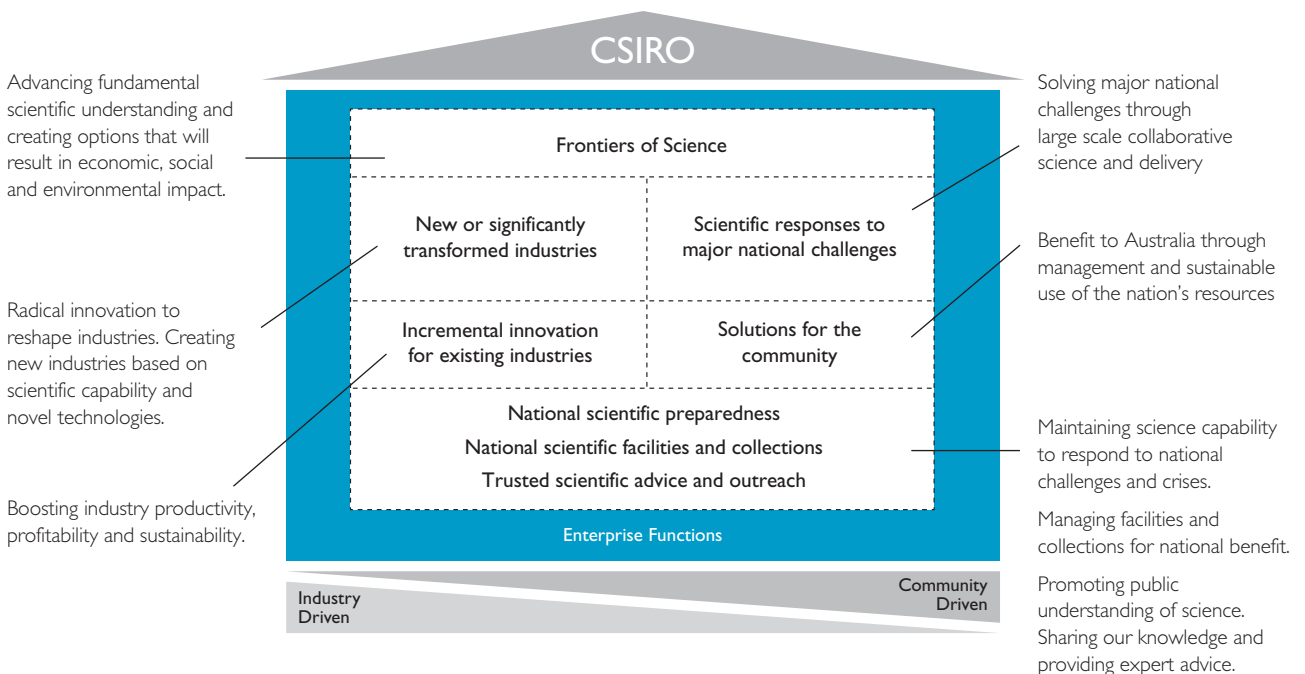 CSIRO
Advancing fundamental
scientific understanding and
creating options that will
result in economic, social
and environmental impact.
Radical innovation to
reshape industries. Creating
new industries based on
scientific capability and
novel technologies.
Boosting industry productivity,
profitability and sustainability.
Frontiers of Science
New or significantly
transformed industries
Scientific responses to
major national challenges
Incremental innovation
for existing industries
Solutions for the
community
National scientific preparedness
National scientific facilities and collections
Trusted scientific advice and outreach
Enterprise Functions
Industry
Driven
Community
Driven
Solving major national
challenges through
large scale collaborative
science and delivery
Benefit to Australia through
management and sustainable
use of the nation's resources
Maintaining science capability
to respond to national
challenges and crises.
Managing facilities and
collections for national benefit.
Promoting public
understanding of science.
Sharing our knowledge and
providing expert advice.